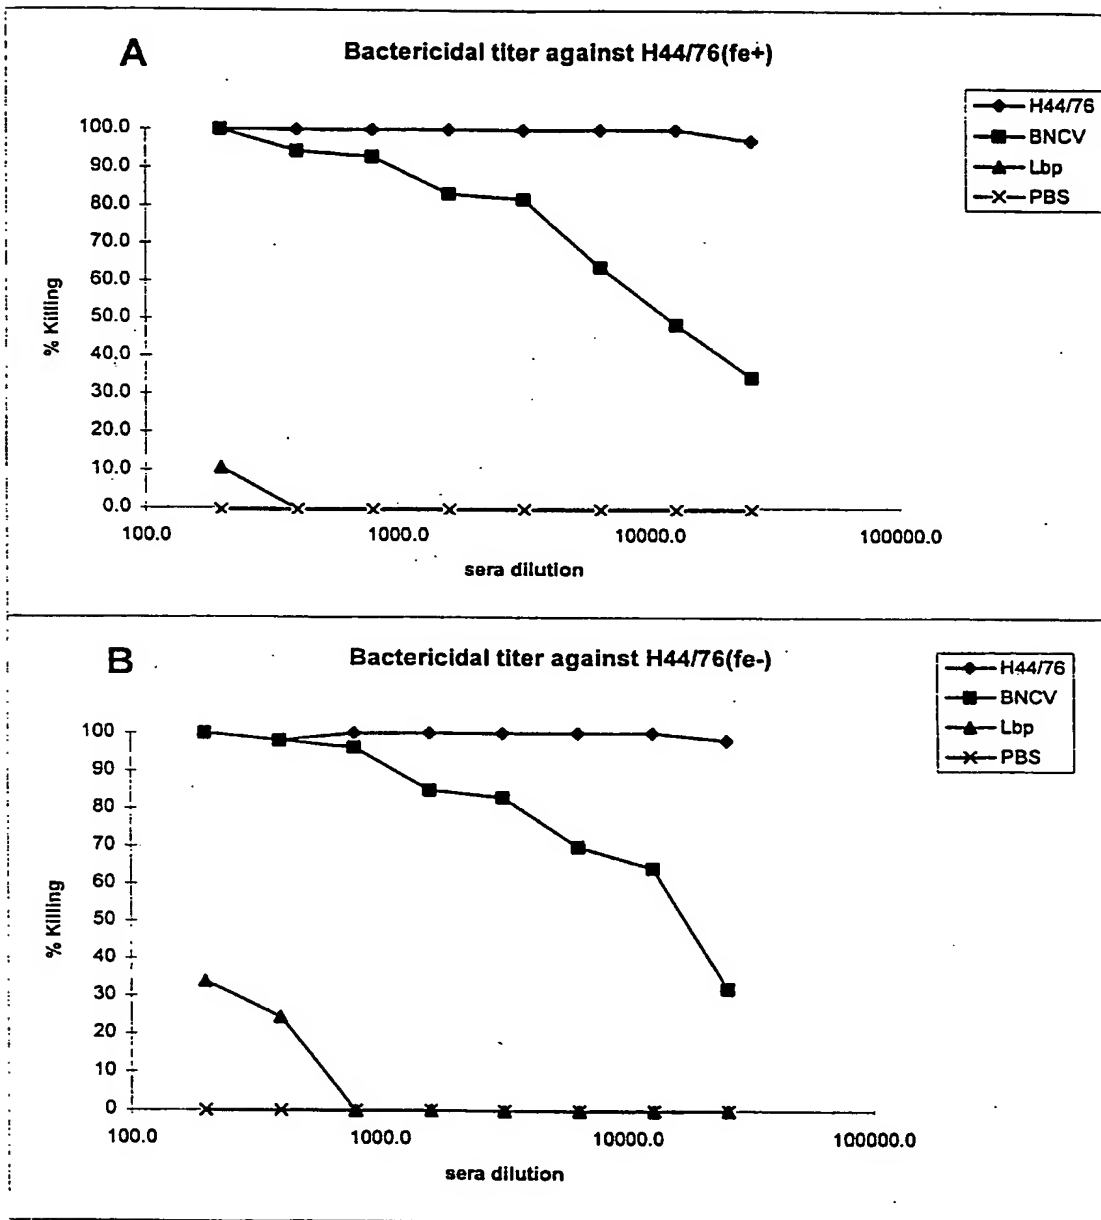 A
Bactericidal titer against H44/76(fe+)
H44/76
BNCV
Lbp
PBS
100.0
90.0
80.0
70.0
60.0
50.0
40.0
30.0
20.0
10.0
0.0
% Killing
100.0 1000.0 10000.0 100000.0
sera dilution
B
Bactericidal titer against H44/76(fe-)
H44/76
BNCV
Lbp
PBS
100
90
80
70
60
50
40
30
20
10
0
% Killing
100.0 1000.0 10000.0 100000.0
sera dilution